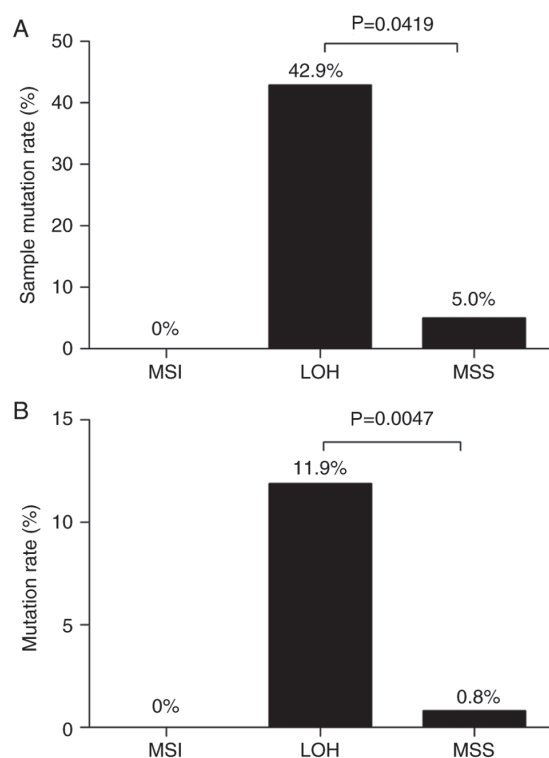 A
P=0.0419
50
42.9%
40
30
20
10
5.0%
0%
0
Sample mutation rate (%)
MSI LOH MSS
B
P=0.0047
15
11.9%
10
5
0.8%
0%
0
Mutation rate (%)
MSI LOH MSS